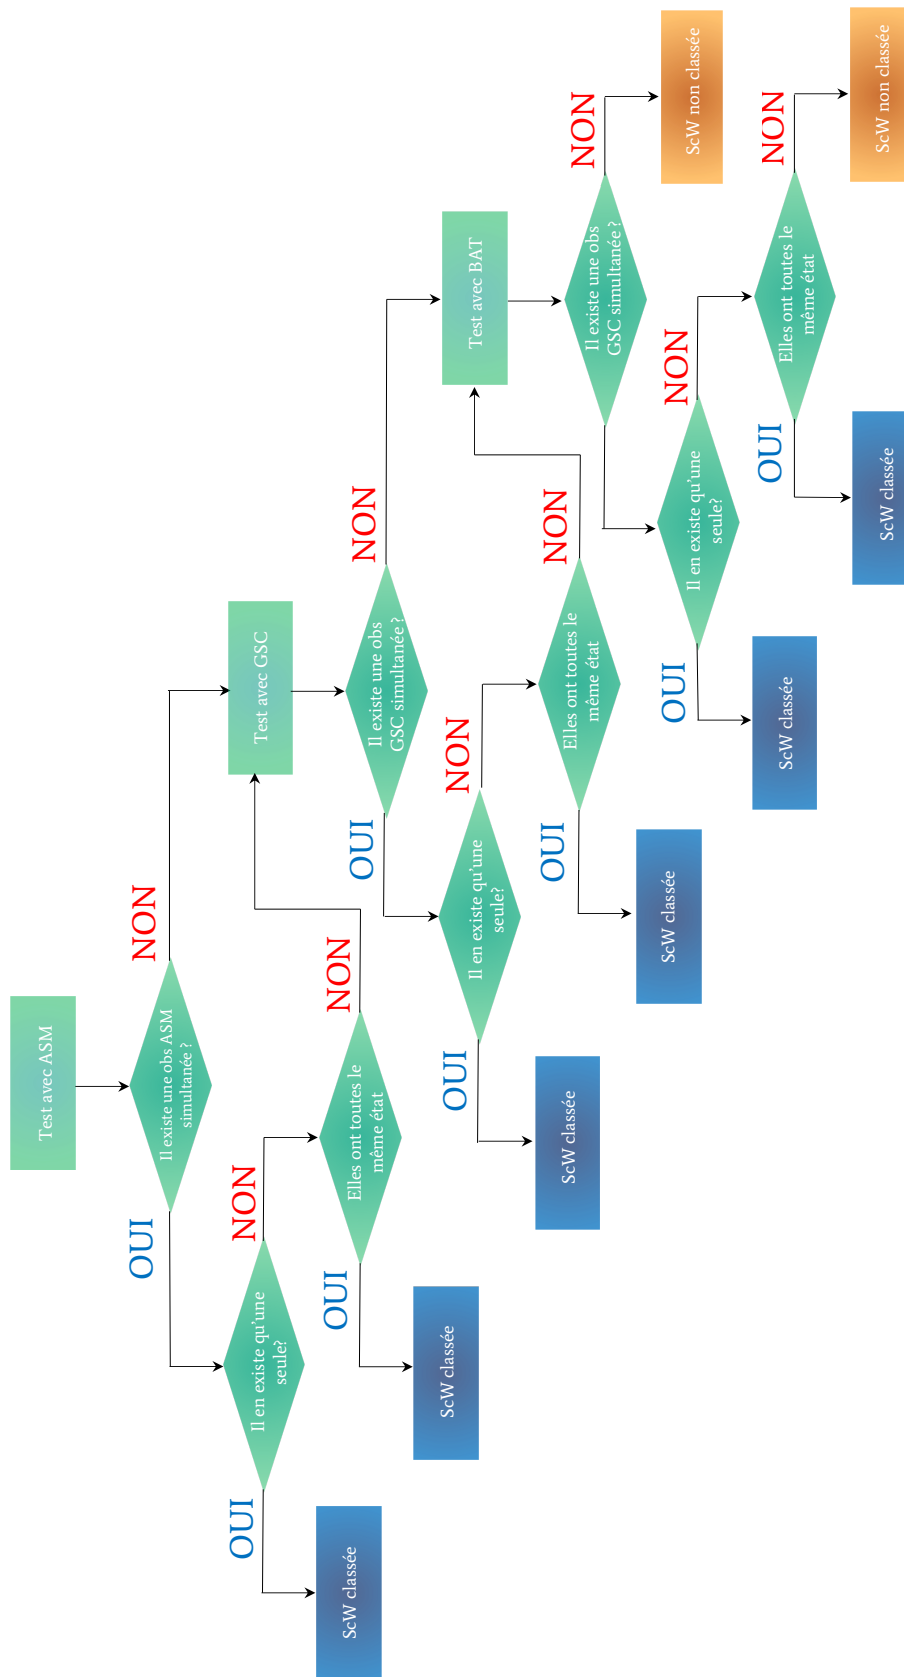 Test avec ASM
Il existe une obs ASM
simultanée ?
OUI
NON
Il en existe qu'une
seule?
OUI
NON
ScW classée
Elles ont toutes le
même état
OUI
NON
ScW classée
Test avec GSC
Il existe une obs
GSC simultanée ?
OUI
NON
Il en existe qu'une
seule?
OUI
NON
ScW classée
Elles ont toutes le
même état
OUI
NON
ScW classée
Test avec BAT
Il existe une obs
GSC simultanée ?
NON
ScW non classée
Il en existe qu'une
seule?
OUI
NON
ScW classée
Elles ont toutes le
même état
OUI
NON
ScW classée
ScW non classée